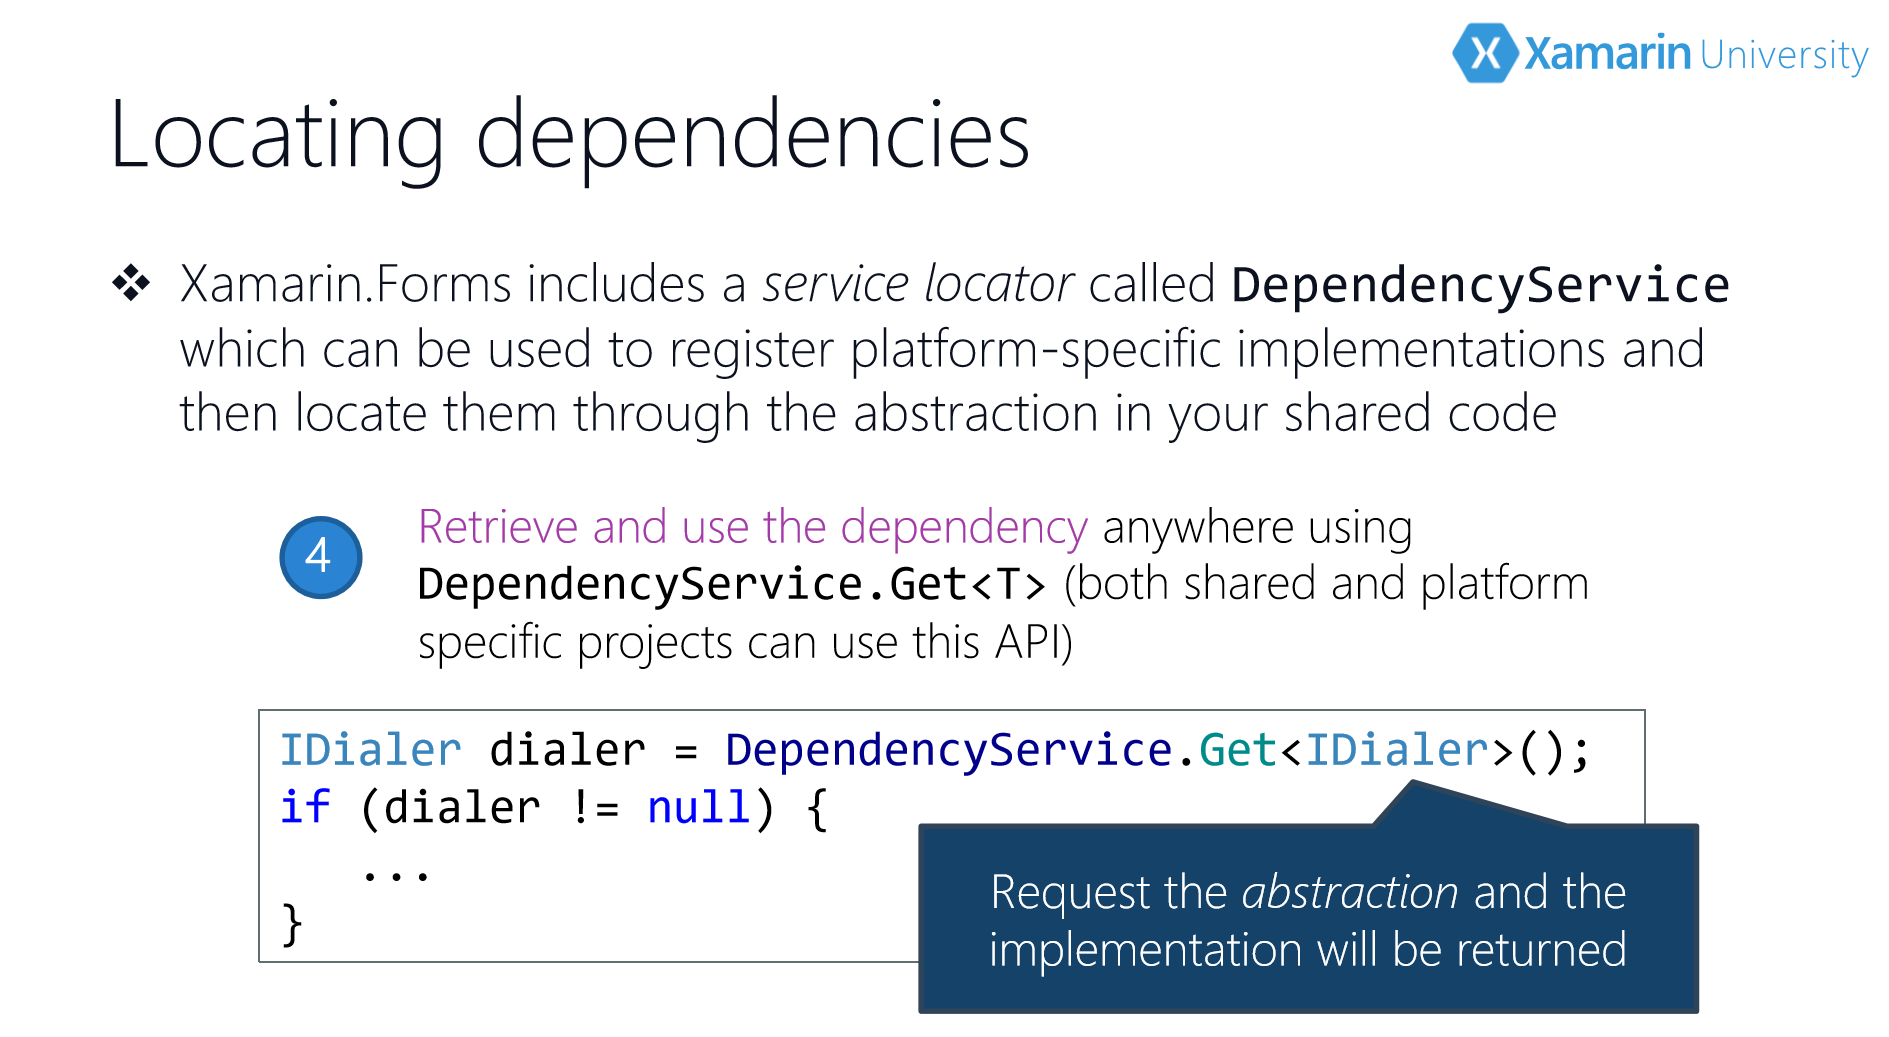 Xamarin University
Locating dependencies
❖ Xamarin.Forms includes a service locator called DependencyService
which can be used to register platform-specific implementations and
then locate them through the abstraction in your shared code
4
Retrieve and use the dependency anywhere using
DependencyService.Get<T> (both shared and platform
specific projects can use this API)
IDialer dialer = DependencyService.Get<IDialer>();
if (dialer != null) {
...
}
Request the abstraction and the
implementation will be returned